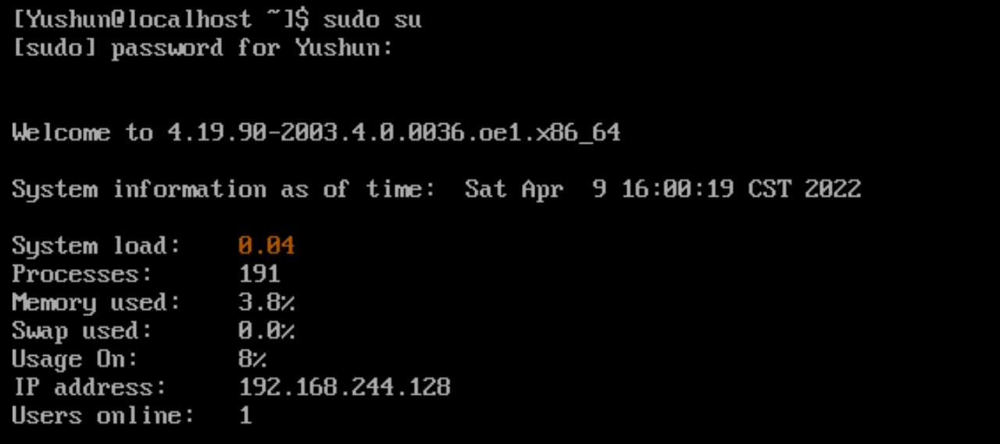 [Yushun@localhost ~]$ sudo su
[sudo] password for Yushun:
Welcome to 4.19.90-2003.4.0.0036.oe1.x86_64
System information as of time:  Sat Apr  9 16:00:19 CST 2022
System load:    0.04
Processes:      191
Memory used:    3.8%
Swap used:      0.0%
Usage On:       8%
IP address:     192.168.244.128
Users online:   1